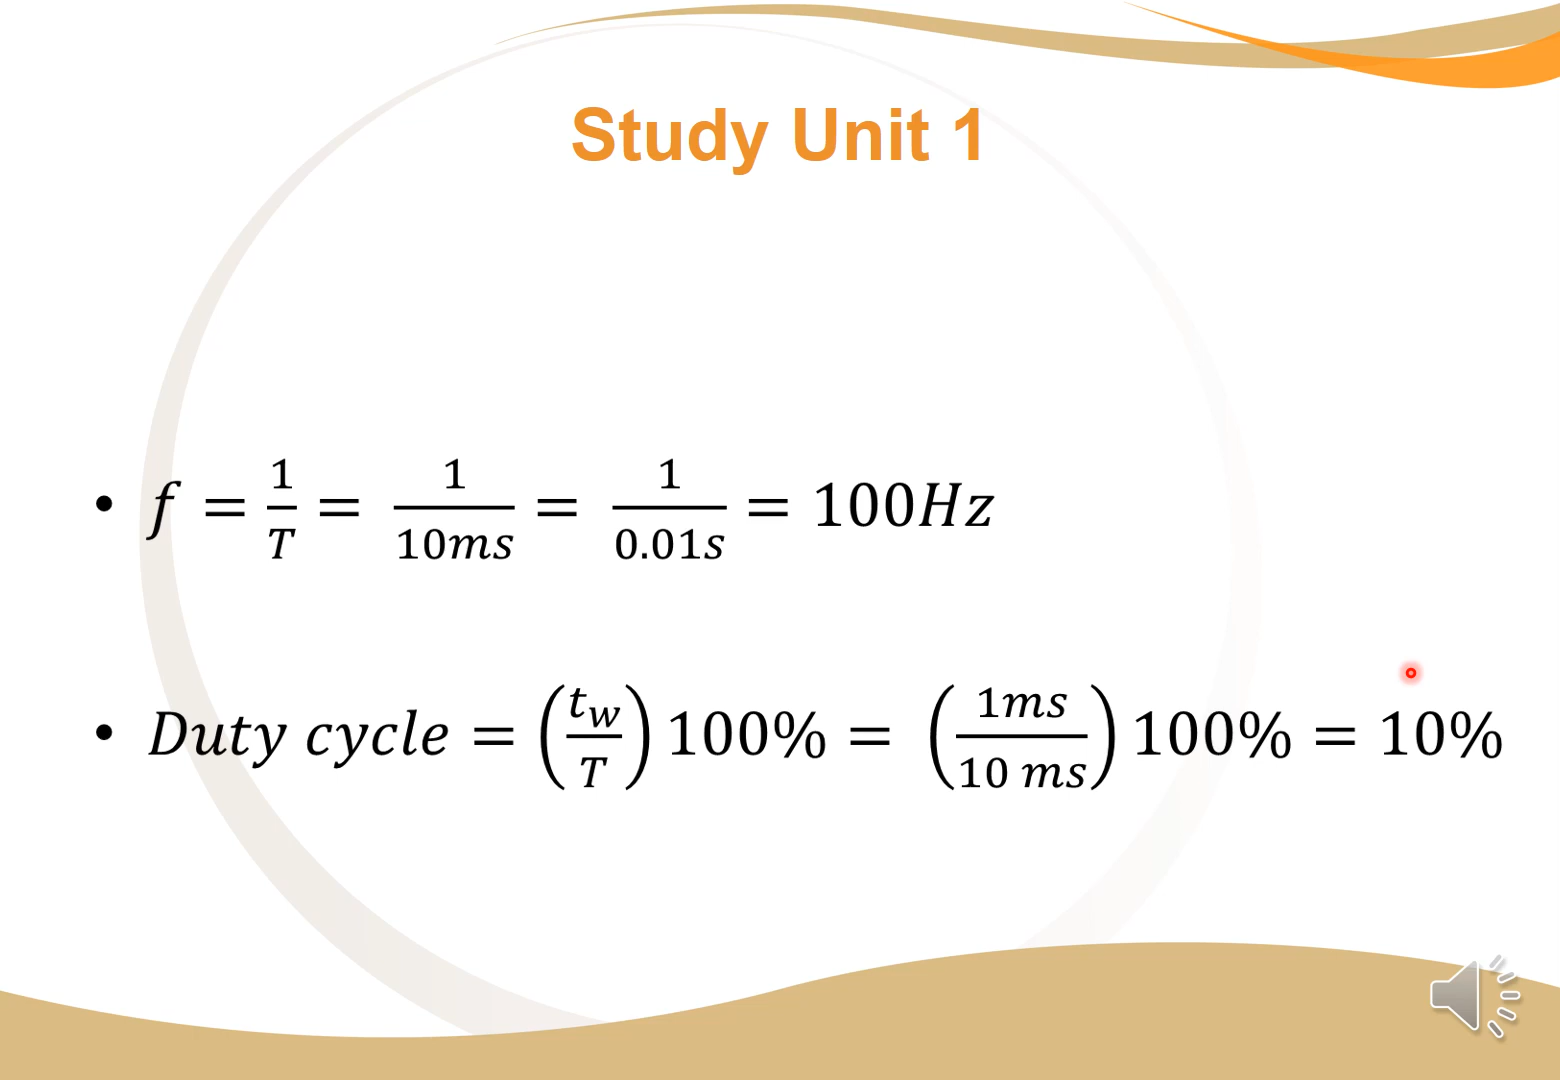 Study Unit 1
• f = 1/T = 1/10ms = 1/0.01s = 100Hz
• Duty cycle = (t_w/T) 100% = (1ms/10 ms) 100% = 10%